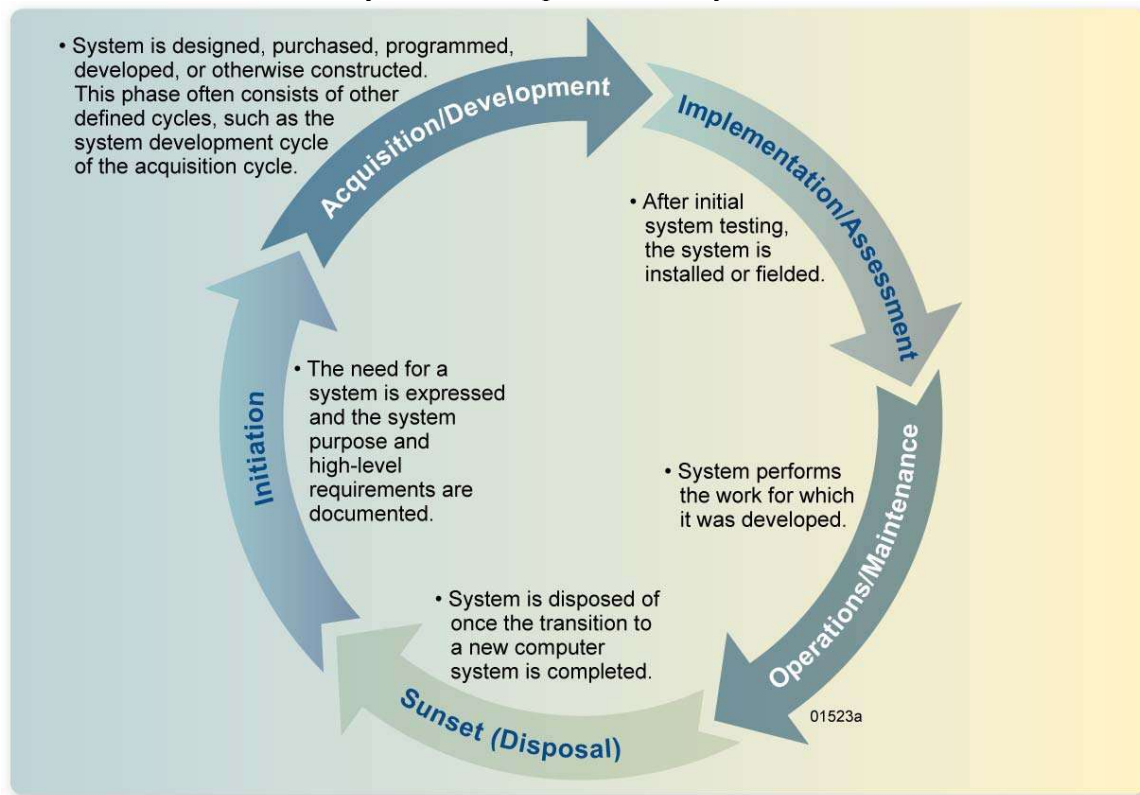 • System is designed, purchased, programmed,
developed, or otherwise constructed.
This phase often consists of other
defined cycles, such as the
system development cycle
of the acquisition cycle.
Acquisition/Development
Implementation/Assessment
• After initial
system testing,
the system is
installed or fielded.
Initiation
• The need for a
system is expressed
and the system
purpose and
high-level
requirements are
documented.
• System performs
the work for which
it was developed.
Operations/Maintenance
• System is disposed of
once the transition to
a new computer
system is completed.
Sunset (Disposal)
01523a